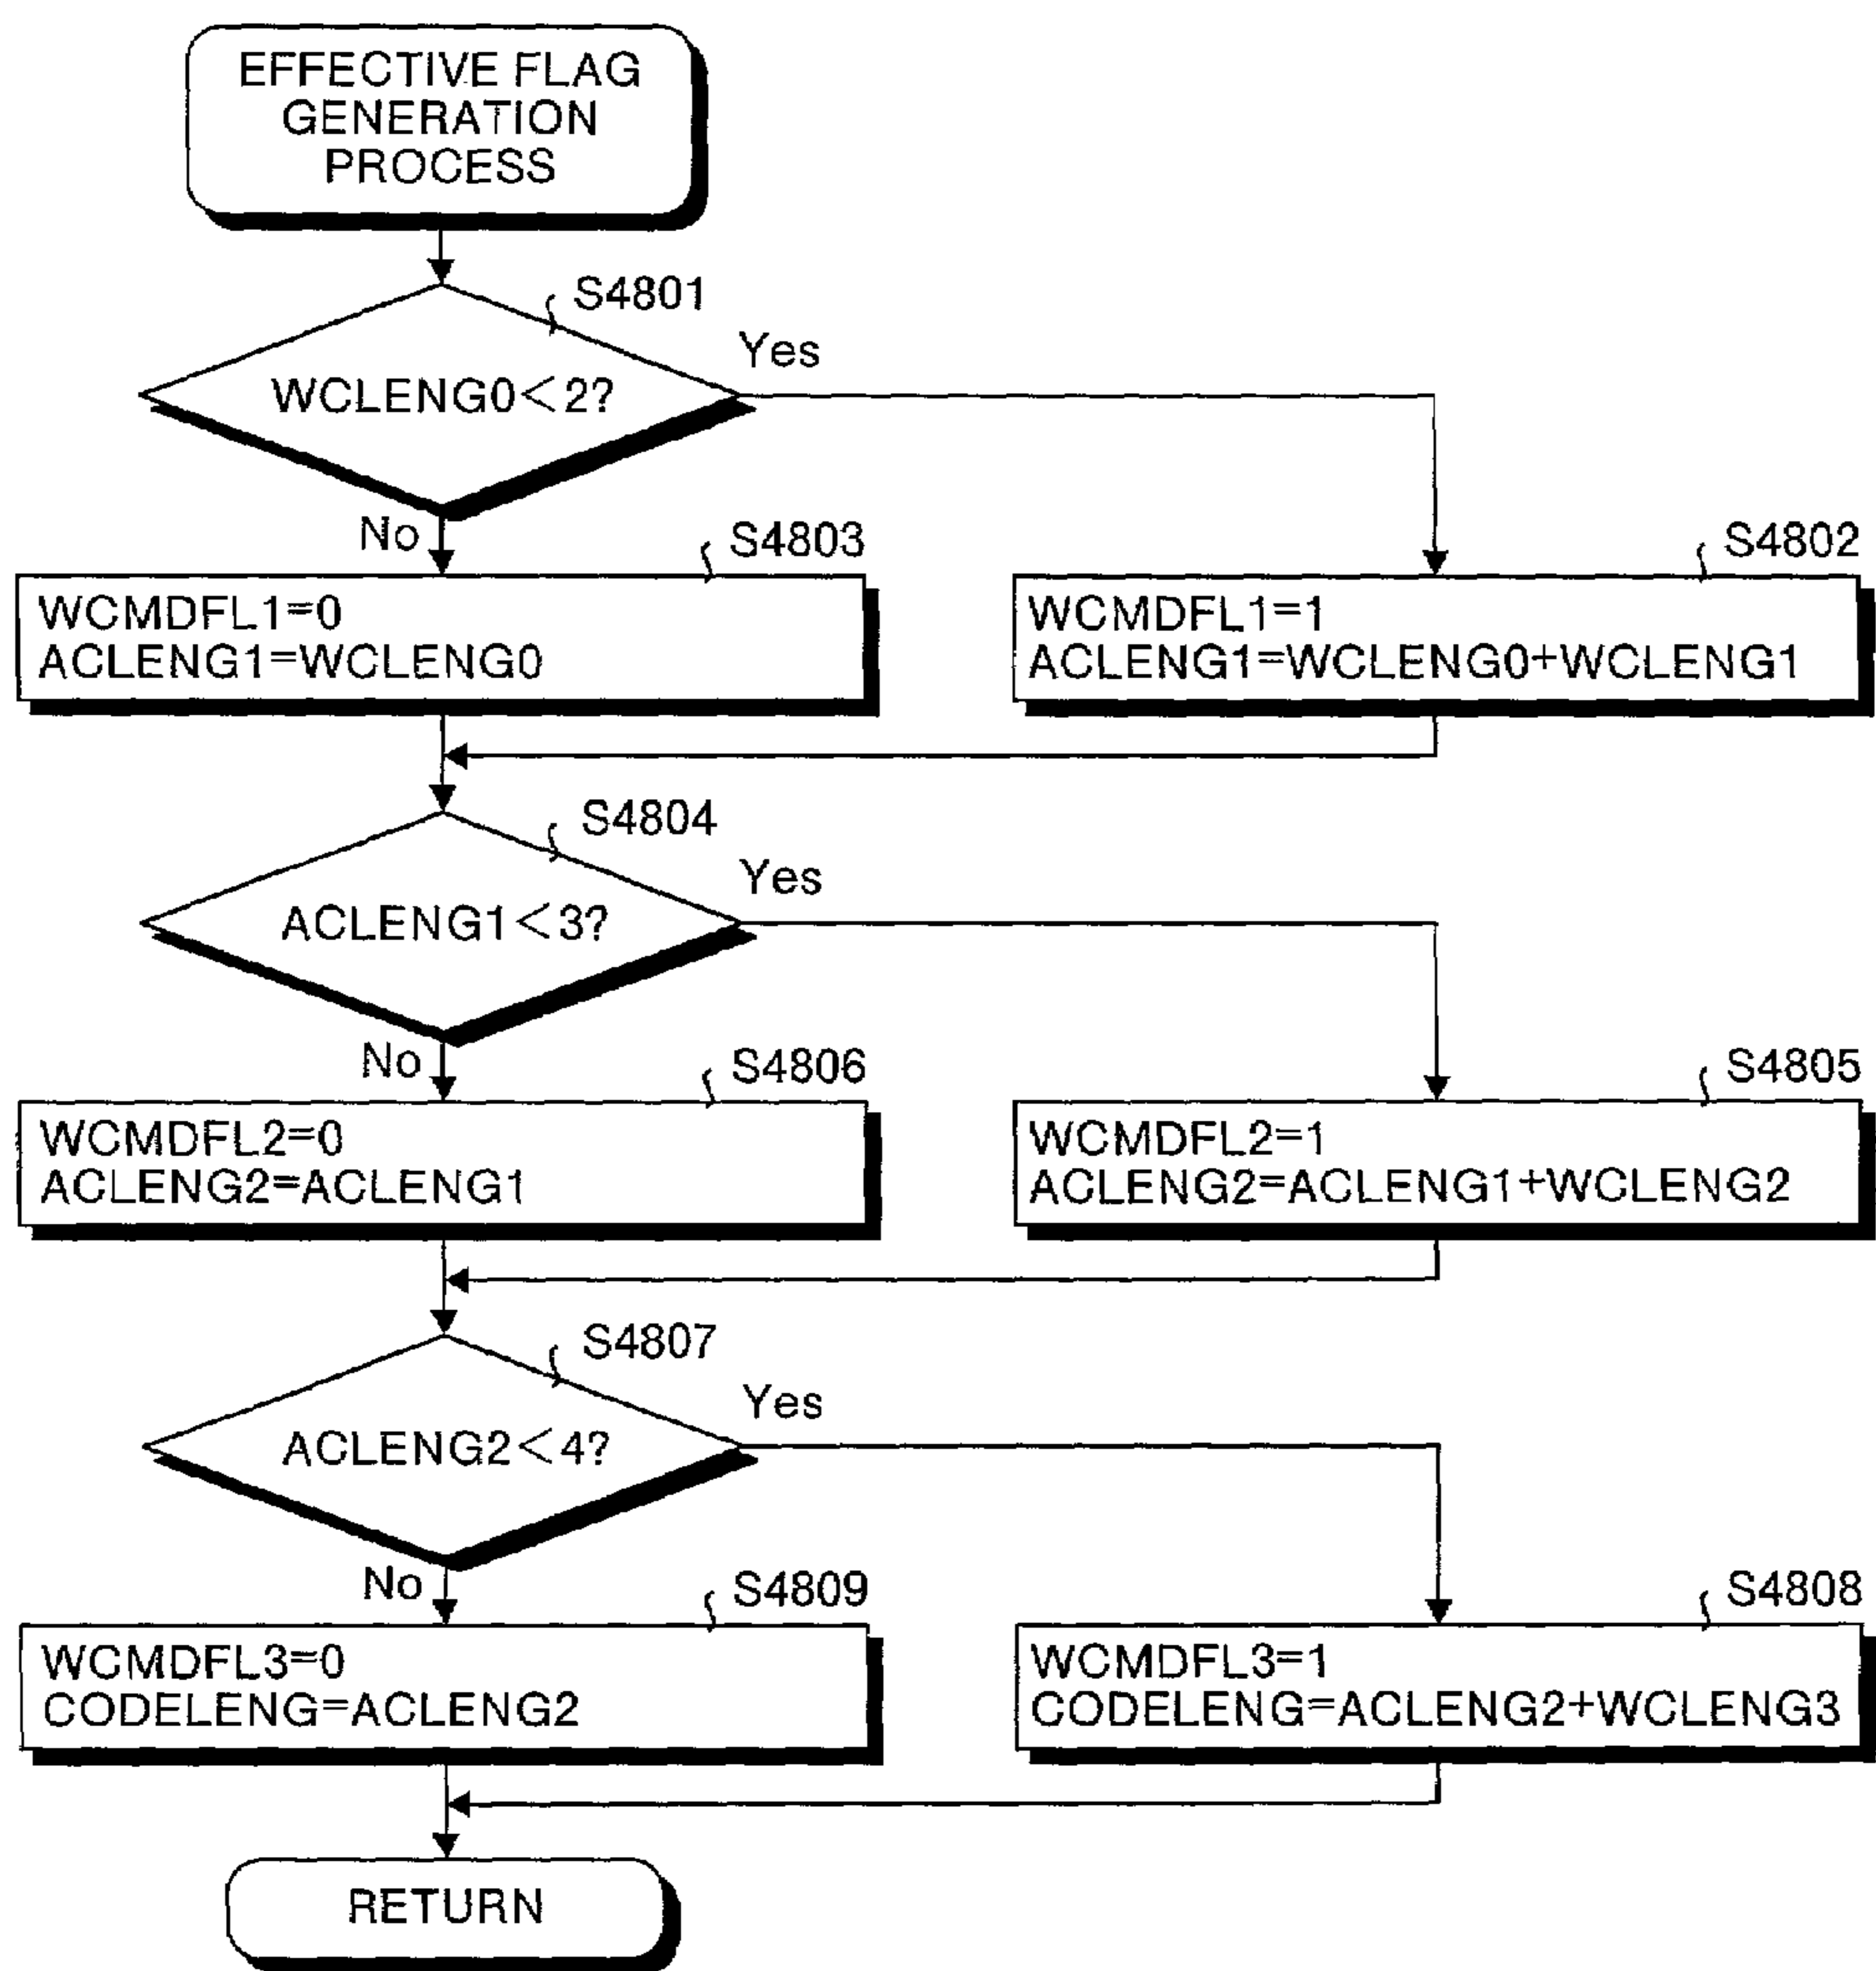 EFFECTIVE FLAG
GENERATION
PROCESS
S4801
WCLENG0<2?
Yes
No
S4803
WCMDFL1=0
ACLENG1=WCLENG0
S4802
WCMDFL1=1
ACLENG1=WCLENG0+WCLENG1
S4804
ACLENG1<3?
Yes
No
S4806
WCMDFL2=0
ACLENG2=ACLENG1
S4805
WCMDFL2=1
ACLENG2=ACLENG1+WCLENG2
S4807
ACLENG2<4?
Yes
No
S4809
WCMDFL3=0
CODELENG=ACLENG2
S4808
WCMDFL3=1
CODELENG=ACLENG2+WCLENG3
RETURN